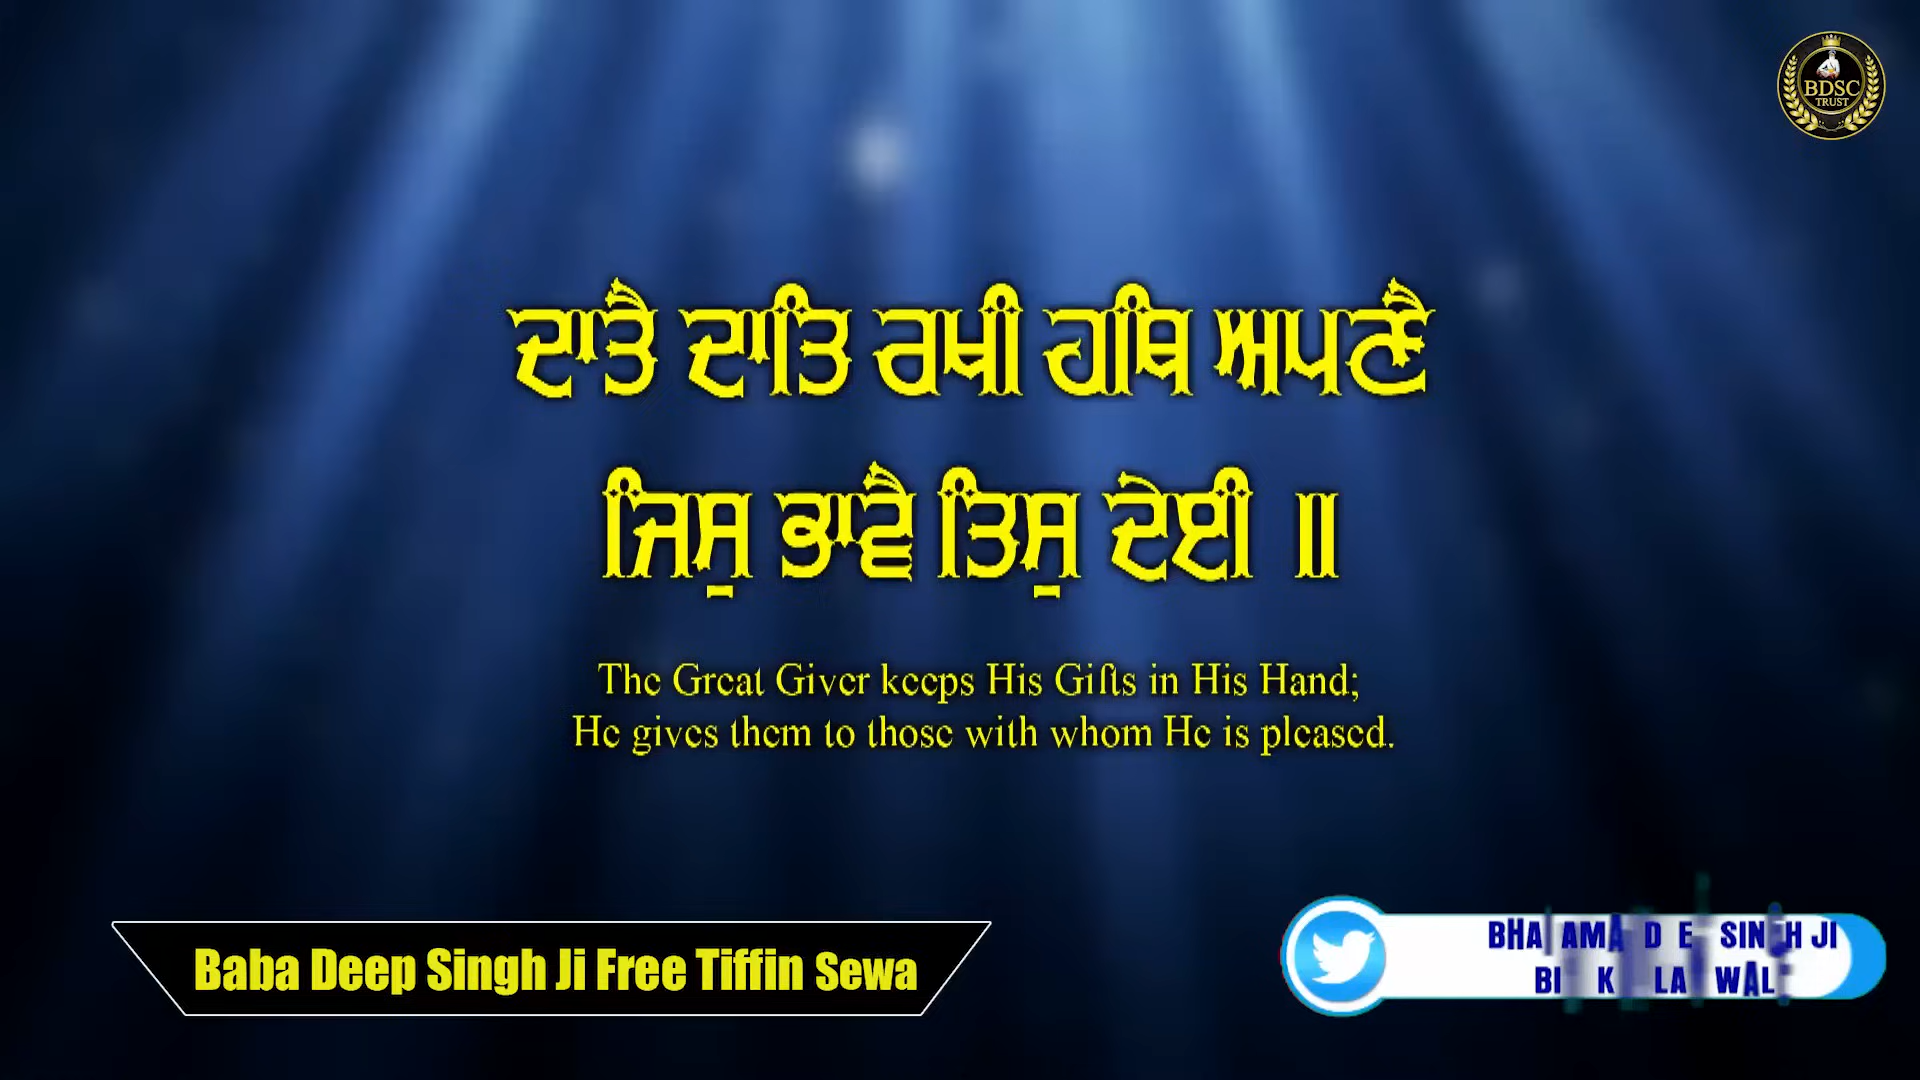 BDSC
TRUST
ਦਾਤੈ ਦਾਤਿ ਰਖੀ ਹਥਿ ਅਪਣੈ
ਜਿਸੁ ਭਾਵੈ ਤਿਸੁ ਦੇਈ ॥
The Great Giver keeps His Gifts in His Hand;
He gives them to those with whom He is pleased.
Baba Deep Singh Ji Free Tiffin Sewa
SINGH JI